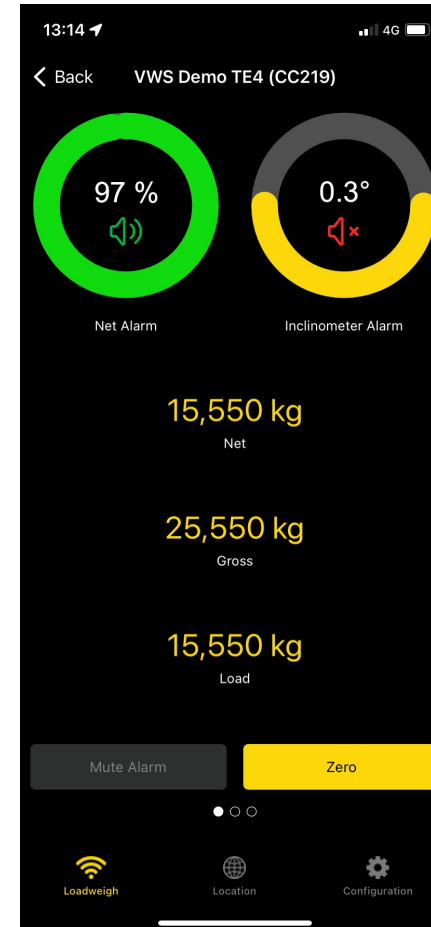 13:14
4G
Back
VWS Demo TE4 (CC219)
97 %
0.3°
Net Alarm
Inclinometer Alarm
15,550 kg
Net
25,550 kg
Gross
15,550 kg
Load
Mute Alarm
Zero
Loadweigh
Location
Configuration